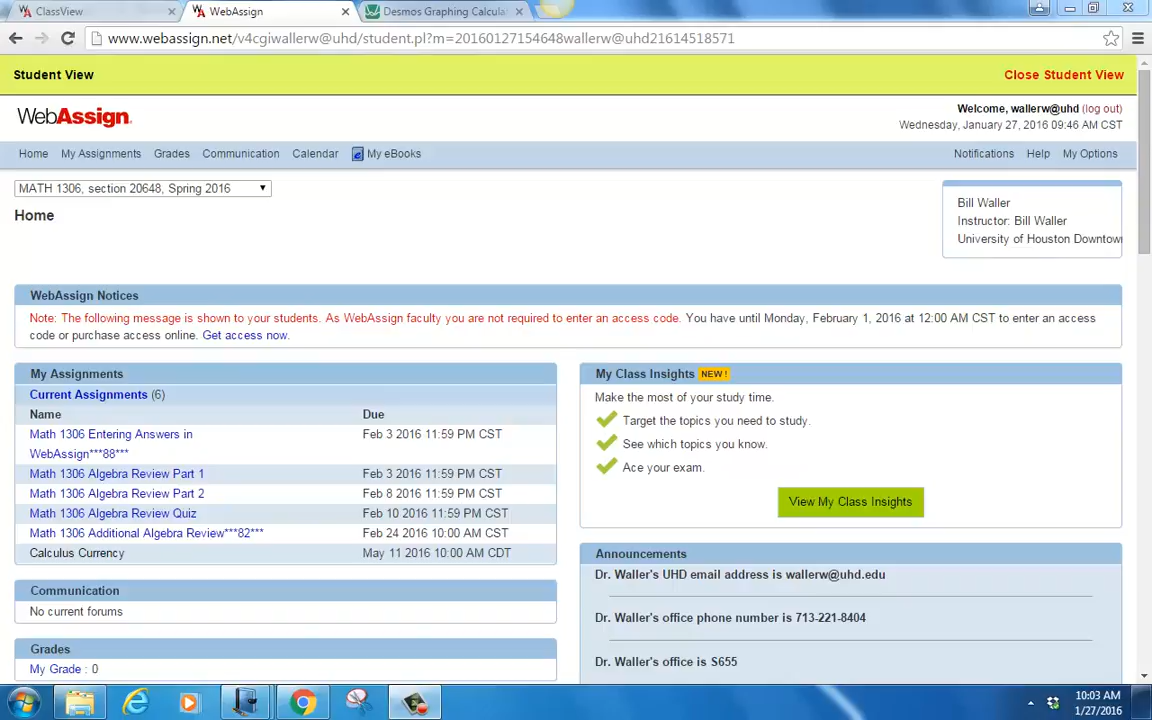 ClassView
WebAssign
Desmos Graphing Calcula
www.webassign.net/v4cgiwallerw@uhd/student.pl?m=20160127154648wallerw@uhd21614518571
Student View
Close Student View
WebAssign.
Welcome, wallerw@uhd (log out)
Wednesday, January 27, 2016 09:46 AM CST
Home My Assignments Grades Communication Calendar My eBooks
Notifications Help My Options
MATH 1306, section 20648, Spring 2016
Home
Bill Waller
Instructor: Bill Waller
University of Houston Downtown
WebAssign Notices
Note: The following message is shown to your students. As WebAssign faculty you are not required to enter an access code. You have until Monday, February 1, 2016 at 12:00 AM CST to enter an access
code or purchase access online. Get access now.
My Assignments
Current Assignments (6)
Name Due
Math 1306 Entering Answers in Feb 3 2016 11:59 PM CST
WebAssign***88***
Math 1306 Algebra Review Part 1 Feb 3 2016 11:59 PM CST
Math 1306 Algebra Review Part 2 Feb 8 2016 11:59 PM CST
Math 1306 Algebra Review Quiz Feb 10 2016 11:59 PM CST
Math 1306 Additional Algebra Review***82*** Feb 24 2016 10:00 AM CST
Calculus Currency May 11 2016 10:00 AM CDT
Communication
No current forums
Grades
My Grade : 0
My Class Insights NEW!
Make the most of your study time.
Target the topics you need to study.
See which topics you know.
Ace your exam.
View My Class Insights
Announcements
Dr. Waller's UHD email address is wallerw@uhd.edu
Dr. Waller's office phone number is 713-221-8404
Dr. Waller's office is S655
10:03 AM
1/27/2016